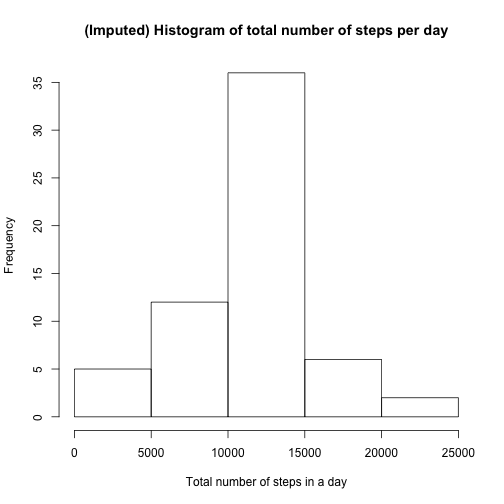 (Imputed) Histogram of total number of steps per day
Frequency
35
30
25
20
15
10
5
0
0 5000 10000 15000 20000 25000
Total number of steps in a day